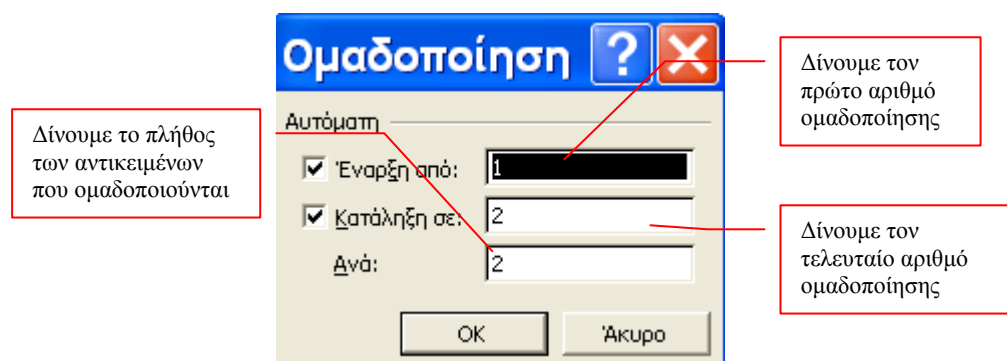 Ομαδοποίηση
Δίνουμε τον
πρώτο αριθμό
ομαδοποίησης
Δίνουμε το πλήθος
των αντικειμένων
που ομαδοποιούνται
Αυτόματη
Έναρξη από:
1
Κατάληξη σε:
2
Ανά:
2
Δίνουμε τον
τελευταίο αριθμό
ομαδοποίησης
OK
Άκυρο